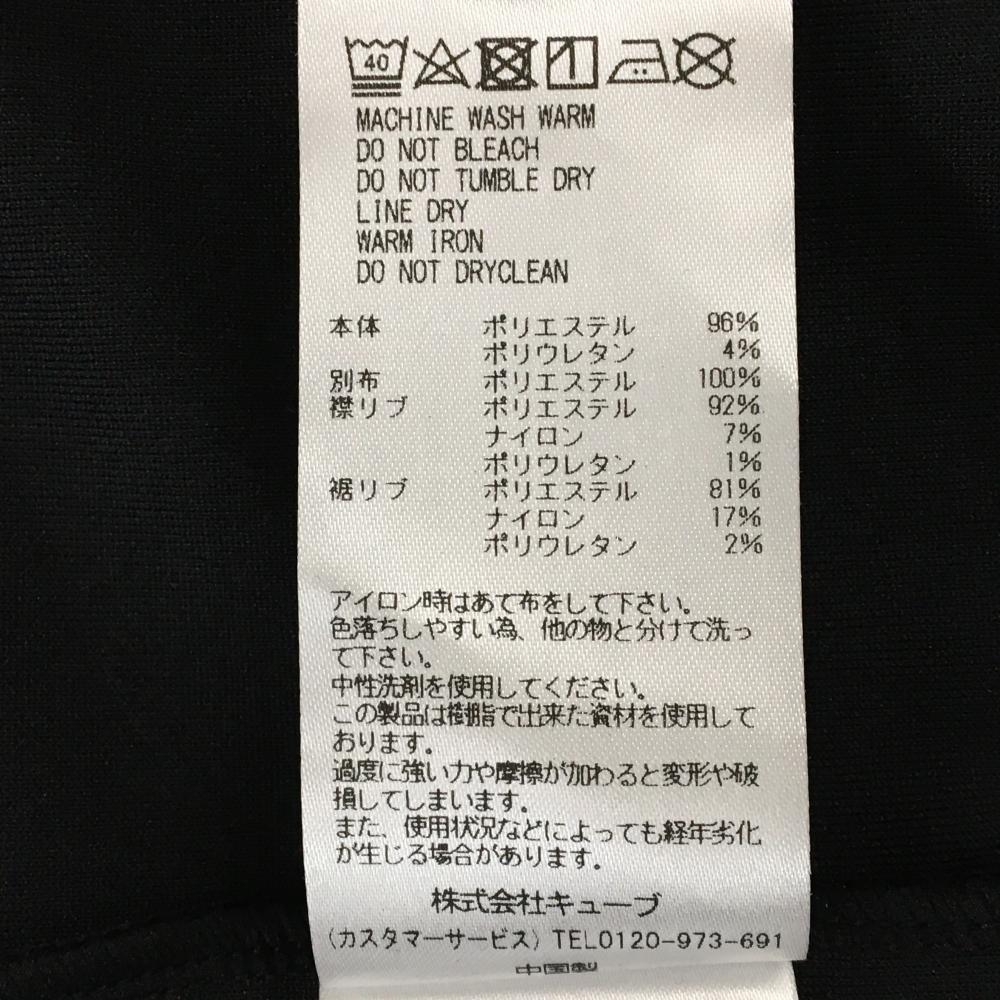 40
MACHINE WASH WARM
DO NOT BLEACH
DO NOT TUMBLE DRY
LINE DRY
WARM IRON
DO NOT DRYCLEAN
本体 ポリエステル 96%
ポリウレタン 4%
別布 ポリエステル 100%
襟リブ ポリエステル 92%
ナイロン 7%
ポリウレタン 1%
裾リブ ポリエステル 81%
ナイロン 17%
ポリウレタン 2%
アイロン時はあて布をして下さい。
色落ちしやすい為、他の物と分けて洗っ
て下さい。
中性洗剤を使用してください。
この製品は樹脂で出来た資材を使用して
おります。
過度に強い力や摩擦が加わると変形や破
損してしまいます。
また、使用状況などによっても経年劣化
が生じる場合があります。
株式会社キューブ
(カスタマーサービス) TEL0120-973-691
中国製